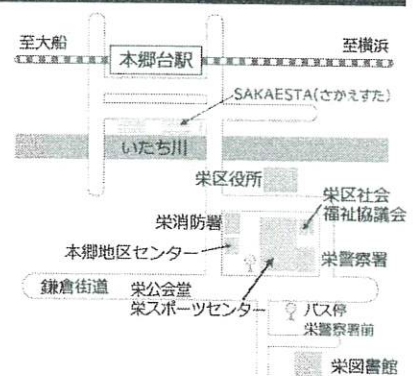 至大船
至横浜
本郷台駅
SAKAESTA(さかえすた)
いたち川
栄区役所
栄区社会
福祉協議会
栄消防署
本郷地区センター
栄警察署
鎌倉街道
栄公会堂
栄スポーツセンター
バス停
栄警察署前
栄図書館